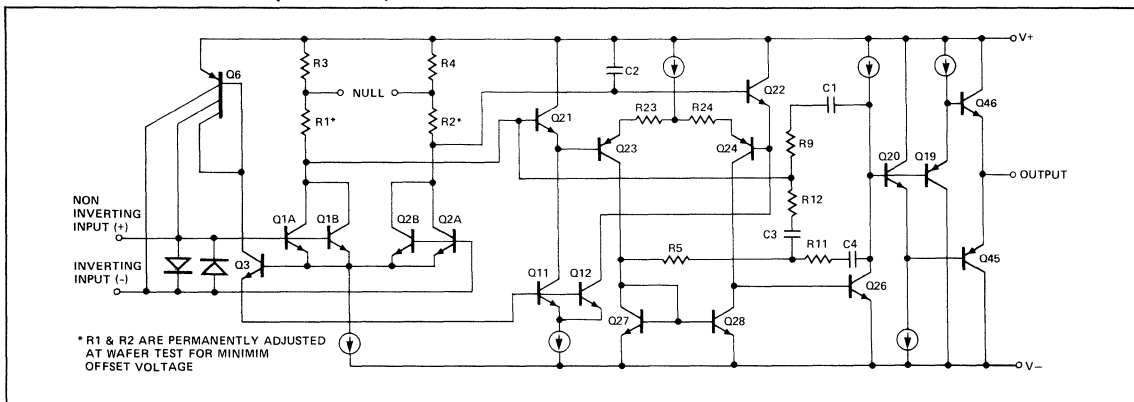 V+
R3
R4
C2
Q6
NULL
Q22
C1
Q46
R1*
R2*
R23
R24
Q21
Q23
Q24
R9
Q20
Q19
OUTPUT
NON
INVERTING
INPUT (+)
Q1A
Q1B
Q2B
Q2A
R12
C3
R11
C4
Q45
INVERTING
INPUT (-)
Q3
R5
Q11
Q12
Q26
Q27
Q28
* R1 & R2 ARE PERMANENTLY ADJUSTED
AT WAFER TEST FOR MINIMIM
OFFSET VOLTAGE
V-